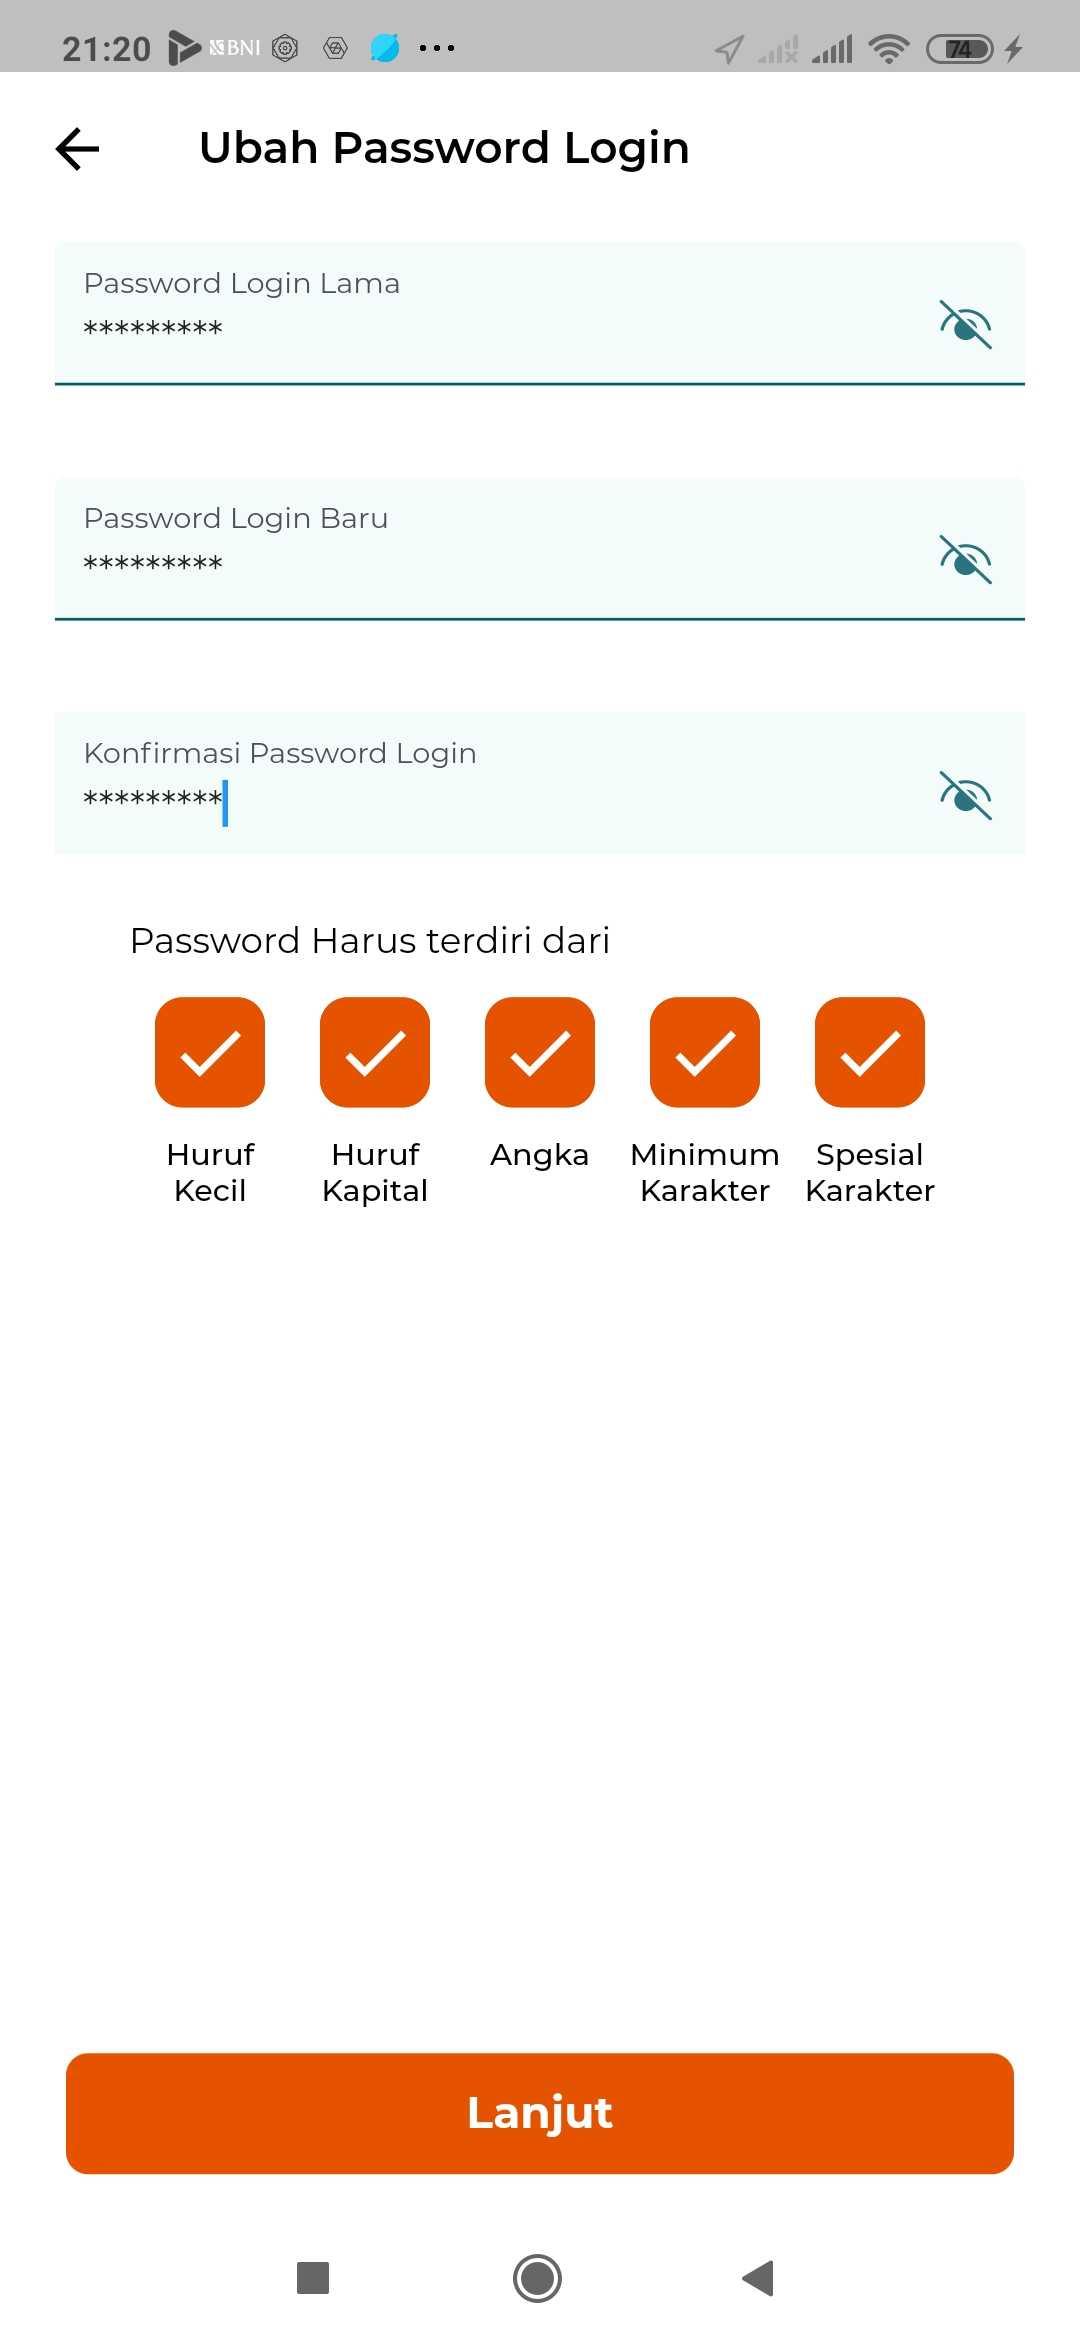 21:20 BNI 74
Ubah Password Login
Password Login Lama
*********
Password Login Baru
*********
Konfirmasi Password Login
*********
Password Harus terdiri dari
Huruf Kecil
Huruf Kapital
Angka
Minimum Karakter
Spesial Karakter
Lanjut